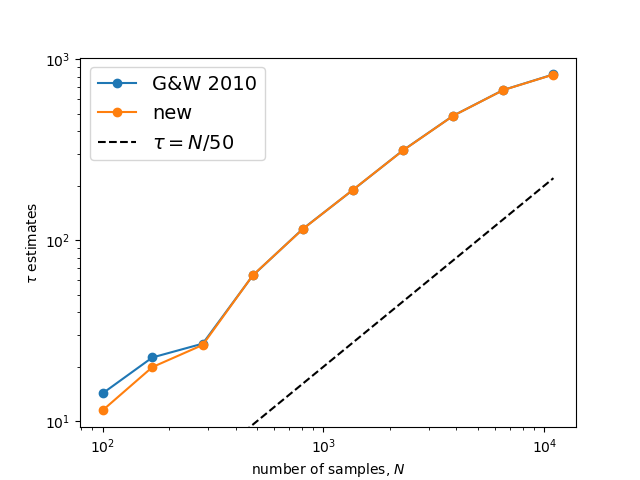 10³
G&W 2010
new
τ = N/50
10²
τ estimates
10¹
10² 10³ 10⁴
number of samples, N